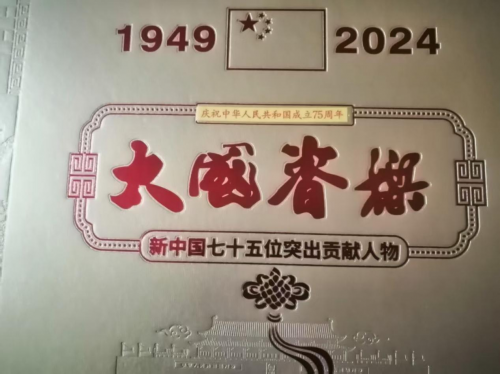 1949 2024
庆祝中华人民共和国成立75周年
大国脊梁
新中国七十五位突出贡献人物